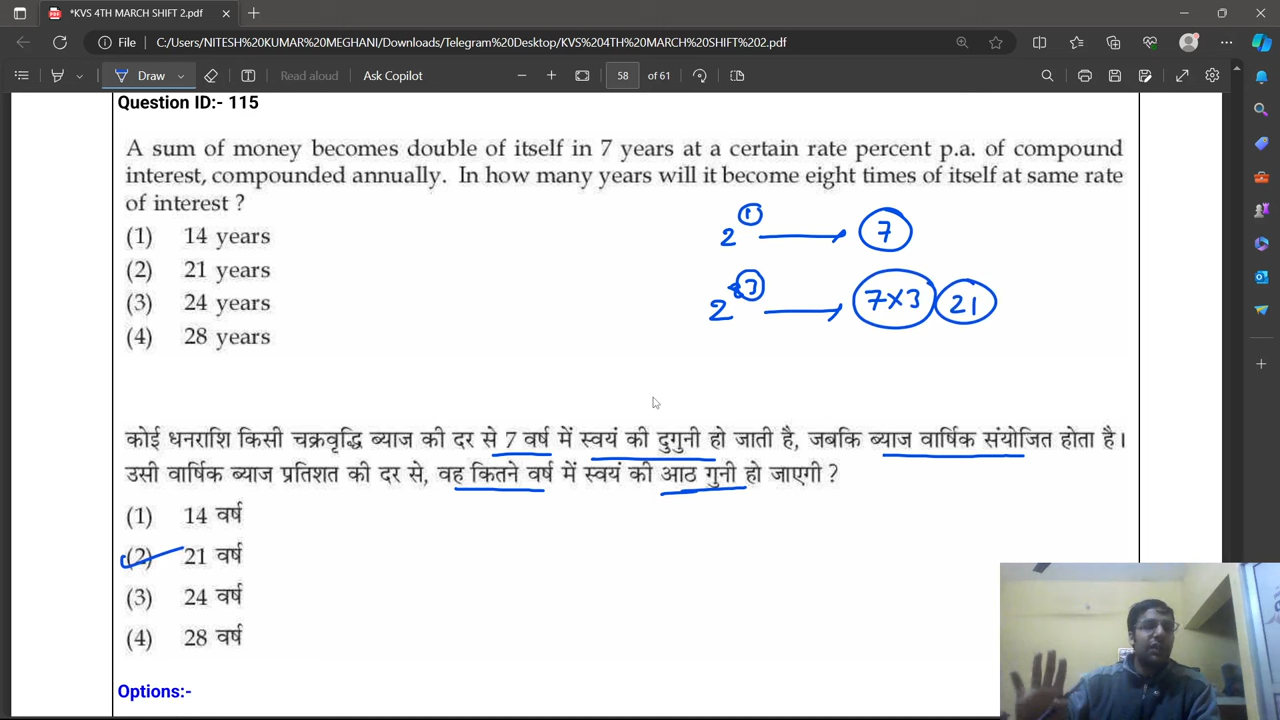 *KVS 4TH MARCH SHIFT 2.pdf
File C:/Users/NITESH%20KUMAR%20MEGHANI/Downloads/Telegram%20Desktop/KVS%204TH%20MARCH%20SHIFT%202.pdf
Draw Read aloud Ask Copilot 58 of 61
Question ID:- 115
A sum of money becomes double of itself in 7 years at a certain rate percent p.a. of compound
interest, compounded annually. In how many years will it become eight times of itself at same rate
of interest ?
(1) 14 years
(2) 21 years
(3) 24 years
(4) 28 years
2 1 7
2 3 7×3 21
कोई धनराशि किसी चक्रवृद्धि ब्याज की दर से 7 वर्ष में स्वयं की दुगुनी हो जाती है, जबकि ब्याज वार्षिक संयोजित होता है।
उसी वार्षिक ब्याज प्रतिशत की दर से, वह कितने वर्ष में स्वयं की आठ गुनी हो जाएगी ?
(1) 14 वर्ष
(2) 21 वर्ष
(3) 24 वर्ष
(4) 28 वर्ष
Options:-